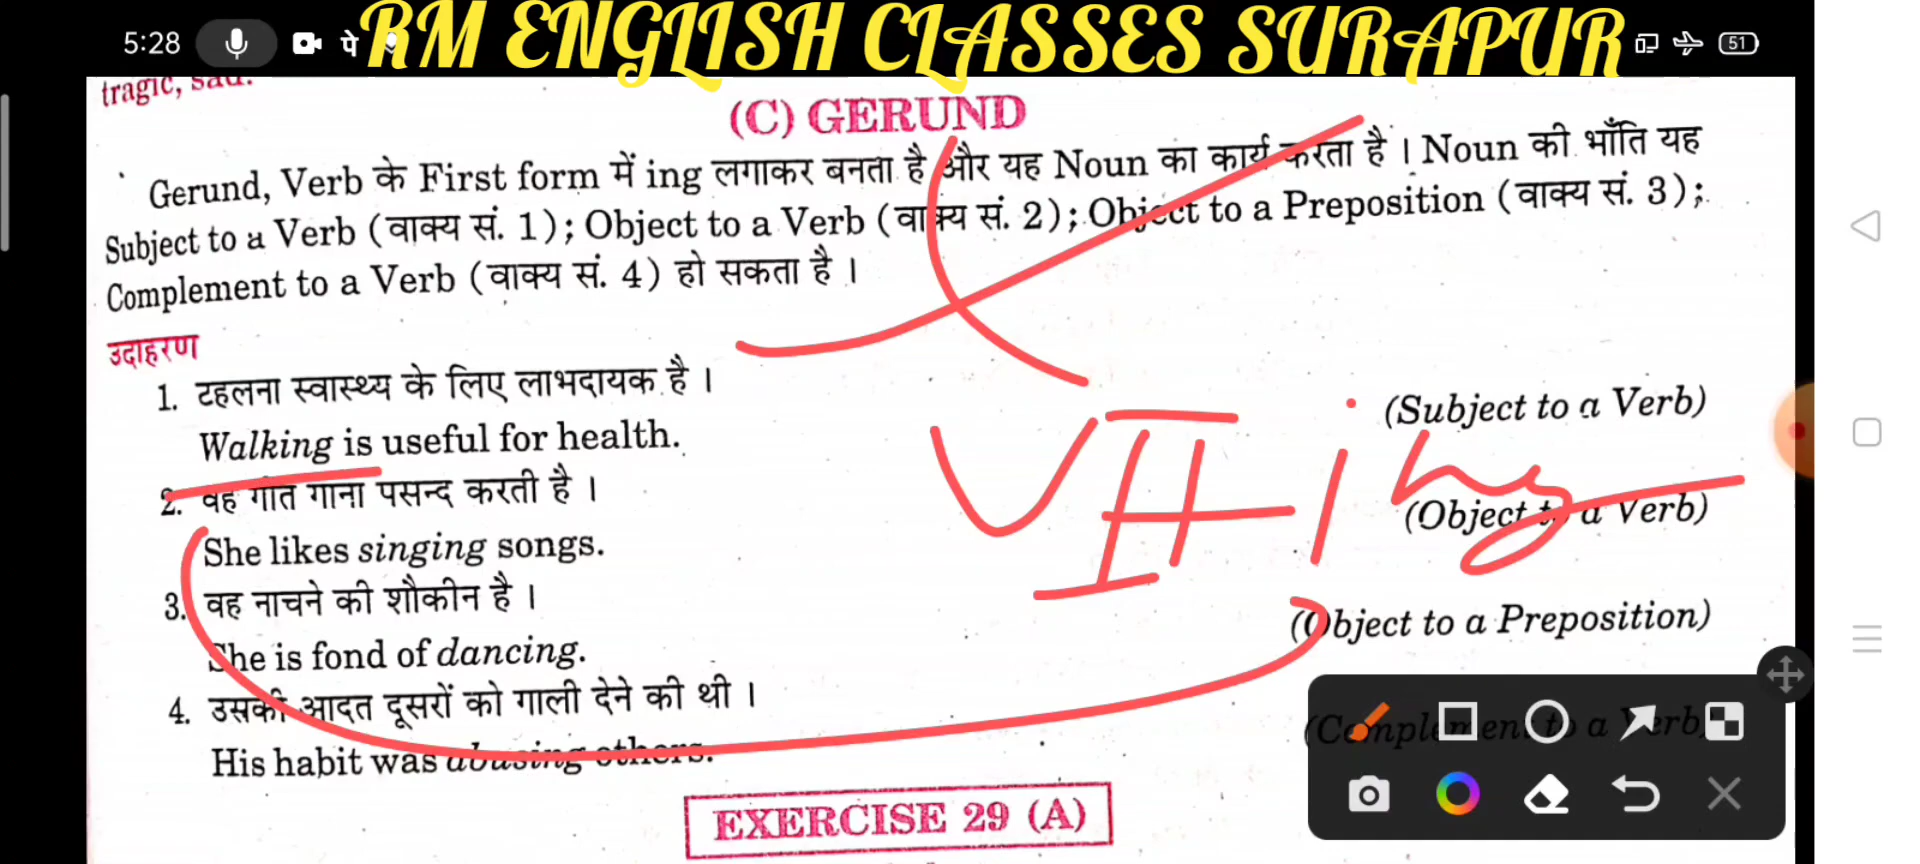 RM ENGLISH CLASSES SURAPUR
5:28 पे 51
tragic, sad.
(C) GERUND
Gerund, Verb के First form में ing लगाकर बनता है और यह Noun का कार्य करता है । Noun की भाँति यह
Subject to a Verb (वाक्य सं. 1); Object to a Verb (वाक्य सं. 2); Object to a Preposition (वाक्य सं. 3);
Complement to a Verb (वाक्य सं. 4) हो सकता है ।
उदाहरण
1. टहलना स्वास्थ्य के लिए लाभदायक है ।
Walking is useful for health. (Subject to a Verb)
2. वह गीत गाना पसन्द करती है ।
She likes singing songs. (Object to a Verb)
3. वह नाचने की शौकीन है ।
She is fond of dancing. (Object to a Preposition)
4. उसकी आदत दूसरों को गाली देने की थी ।
His habit was abusing others. (Complement to a Verb
EXERCISE 29 (A)